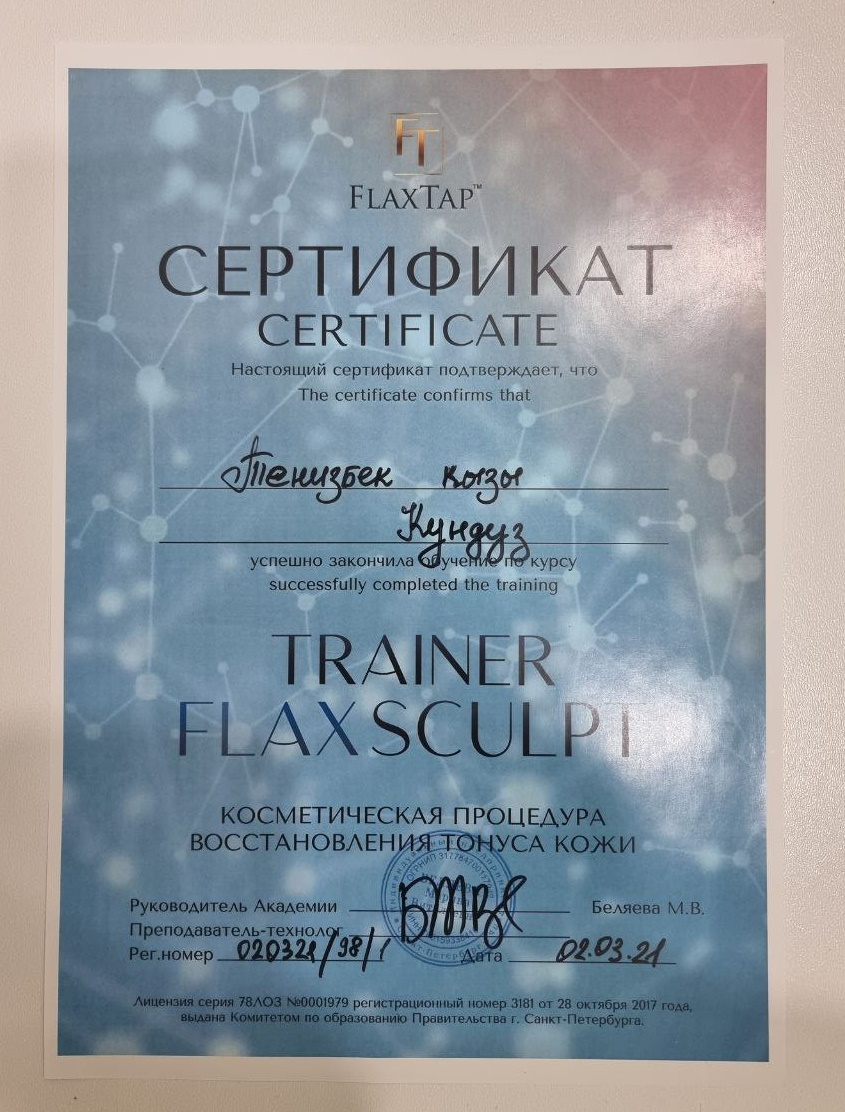 FT
FLAXTAP™
СЕРТИФИКАТ
CERTIFICATE
Настоящий сертификат подтверждает, что
The certificate confirms that
Тенизбек кызы
Кундуз
успешно закончила обучение по курсу
successfully completed the training
TRAINER
FLAXSCULPT
КОСМЕТИЧЕСКАЯ ПРОЦЕДУРА
ВОССТАНОВЛЕНИЯ ТОНУСА КОЖИ
Руководитель Академии Беляева М.В.
Преподаватель-технолог
Рег.номер 020321/98/1 Дата 02.03.21
Лицензия серия 78ЛОЗ №0001979 регистрационный номер 3181 от 28 октября 2017 года,
выдана Комитетом по образованию Правительства г. Санкт-Петербурга.